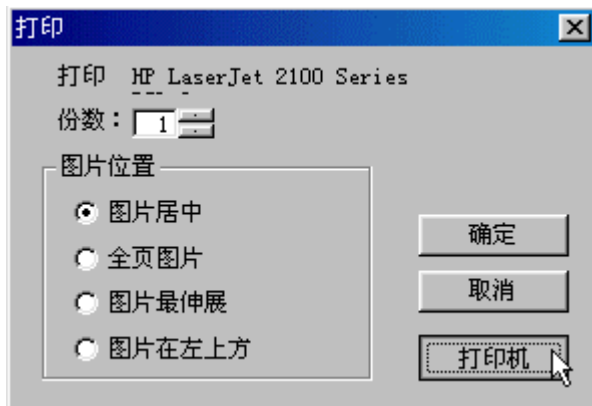 打印
打印 HP LaserJet 2100 Series
份数： 1
图片位置
图片居中
全页图片
图片最伸展
图片在左上方
确定
取消
打印机